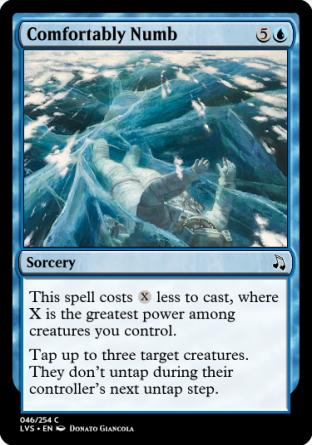 Comfortably Numb 5
Sorcery
This spell costs X less to cast, where
X is the greatest power among
creatures you control.
Tap up to three target creatures.
They don't untap during their
controller's next untap step.
046/254 C
LVS • EN Donato Giancola